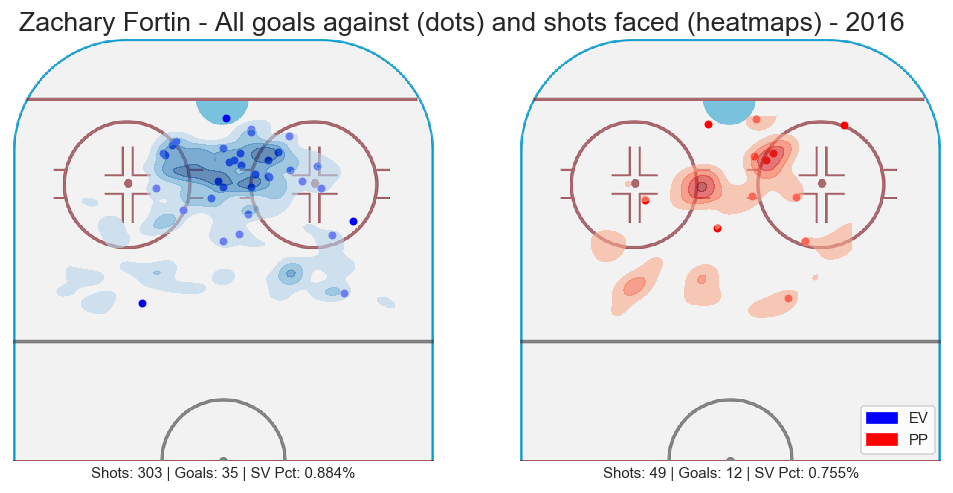 Zachary Fortin - All goals against (dots) and shots faced (heatmaps) - 2016
EV
PP
Shots: 303 | Goals: 35 | SV Pct: 0.884%
Shots: 49 | Goals: 12 | SV Pct: 0.755%